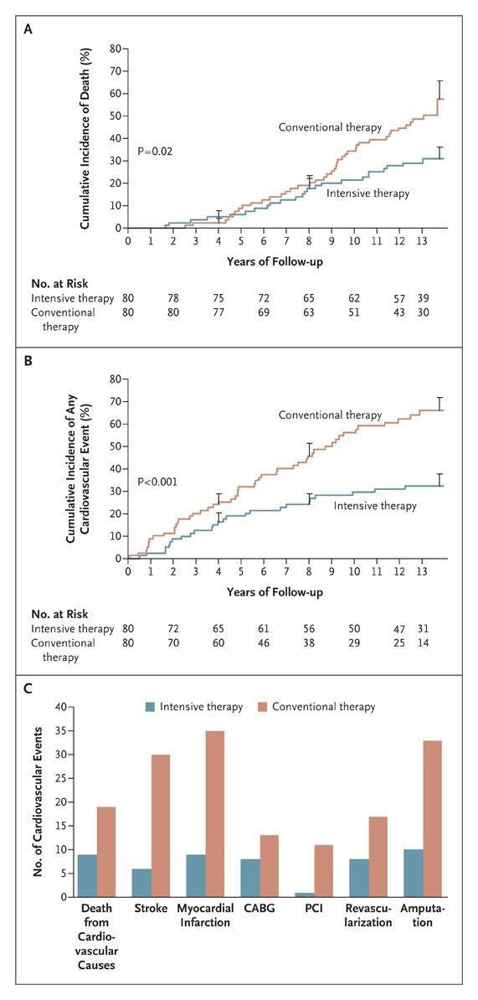 A
Cumulative Incidence of Death (%)
80
70
60
50
40
30
20
10
0
P=0.02
Conventional therapy
Intensive therapy
0 1 2 3 4 5 6 7 8 9 10 11 12 13
Years of Follow-up
No. at Risk
Intensive therapy 80 78 75 72 65 62 57 39
Conventional 80 80 77 69 63 51 43 30
therapy
B
Cumulative Incidence of Any
Cardiovascular Event (%)
80
70
60
50
40
30
20
10
0
P<0.001
Conventional therapy
Intensive therapy
0 1 2 3 4 5 6 7 8 9 10 11 12 13
Years of Follow-up
No. at Risk
Intensive therapy 80 72 65 61 56 50 47 31
Conventional 80 70 60 46 38 29 25 14
therapy
C
No. of Cardiovascular Events
Intensive therapy Conventional therapy
40
35
30
25
20
15
10
5
0
Death Stroke Myocardial CABG PCI Revascu- Amputa-
from Infarction larization tion
Cardio-
vascular
Causes